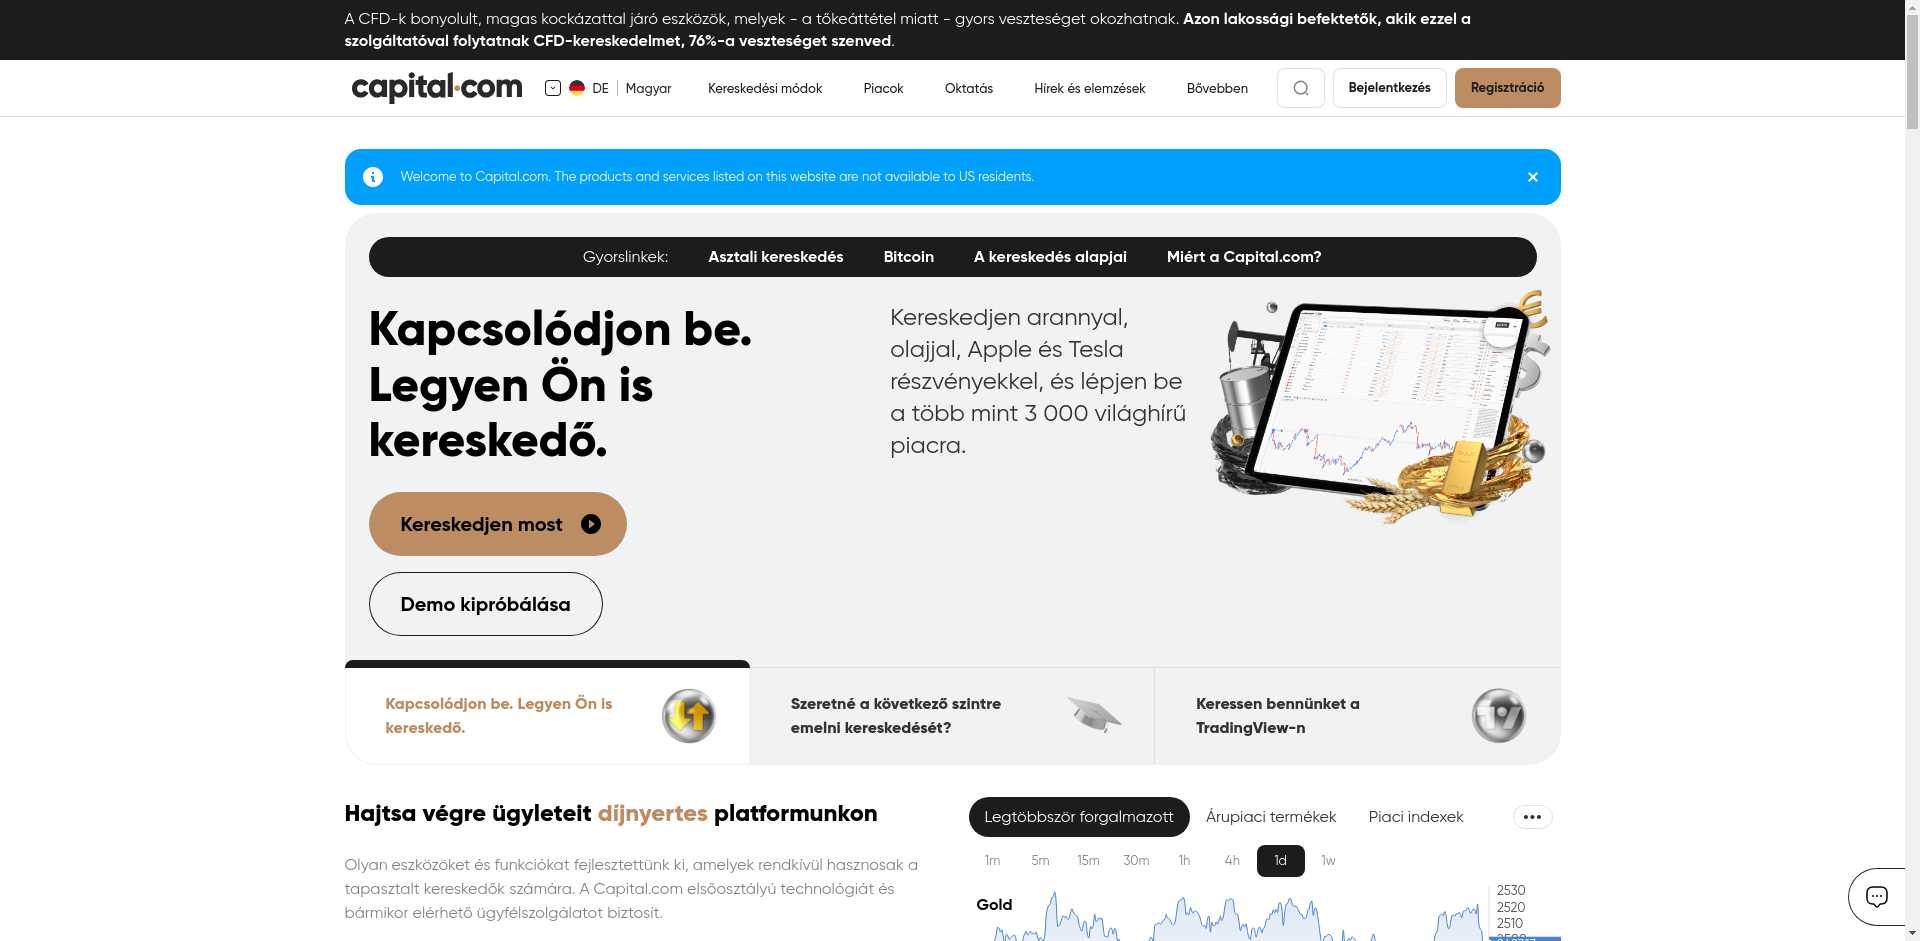 A CFD-k bonyolult, magas kockázattal járó eszközök, melyek - a tőkeáttétel miatt - gyors veszteséget okozhatnak. Azon lakossági befektetők, akik ezzel a
szolgáltatóval folytatnak CFD-kereskedelmet, 76%-a veszteséget szenved.
capital.com
DE
Magyar
Kereskedési módok
Piacok
Oktatás
Hírek és elemzések
Bővebben
Bejelentkezés
Regisztráció
Welcome to Capital.com. The products and services listed on this website are not available to US residents.
Gyorslinkek:
Asztali kereskedés
Bitcoin
A kereskedés alapjai
Miért a Capital.com?
Kapcsolódjon be.
Legyen Ön is
kereskedő.
Kereskedjen arannyal,
olajjal, Apple és Tesla
részvényekkel, és lépjen be
a több mint 3 000 világhírű
piacra.
Kereskedjen most
Demo kipróbálása
Kapcsolódjon be. Legyen Ön is
kereskedő.
Szeretné a következő szintre
emelni kereskedését?
Keressen bennünket a
TradingView-n
Hajtsa végre ügyleteit díjnyertes platformunkon
Olyan eszközöket és funkciókat fejlesztettünk ki, amelyek rendkívül hasznosak a
tapasztalt kereskedők számára. A Capital.com elsőosztályú technológiát és
bármikor elérhető ügyfélszolgálatot biztosít.
Legtöbbször forgalmazott
Árupiaci termékek
Piaci indexek
1m
5m
15m
30m
1h
4h
1d
1w
Gold
2530
2520
2510